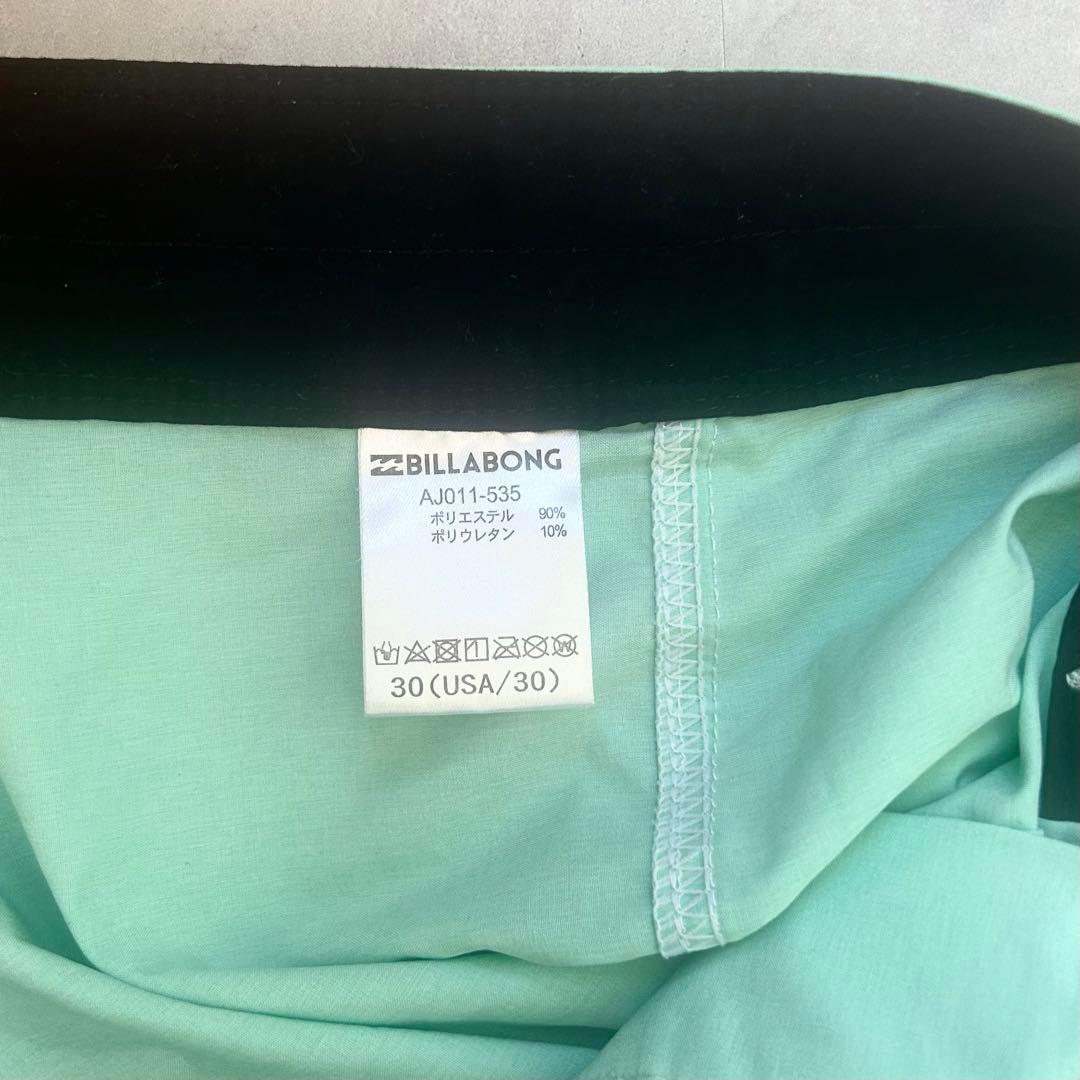 BILLABONG
AJ011-535
ポリエステル 90%
ポリウレタン 10%
30(USA/30)